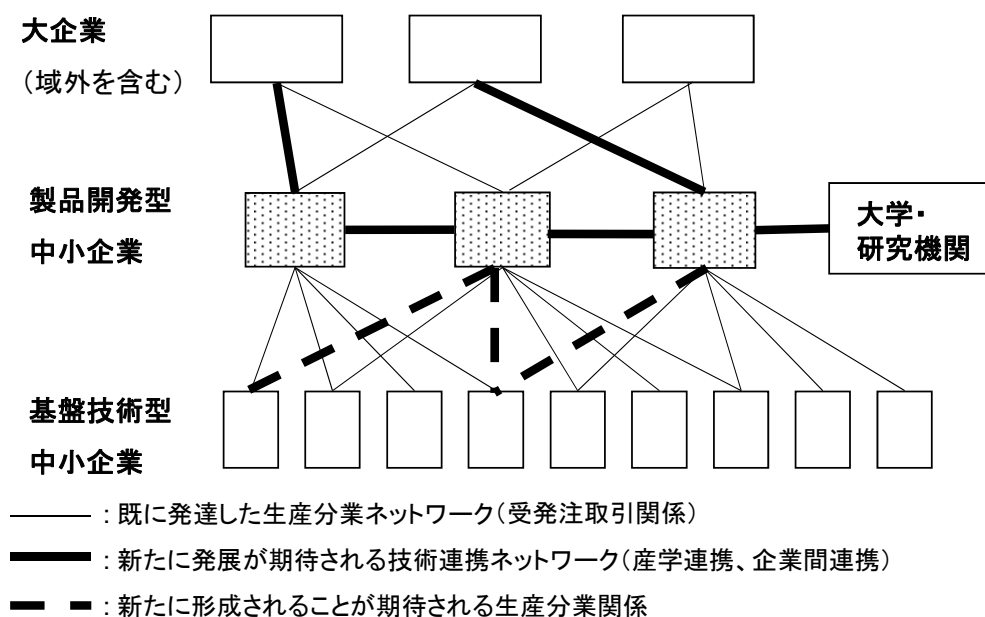 大企業
(域外を含む)
製品開発型
中小企業
大学・
研究機関
基盤技術型
中小企業
: 既に発達した生産分業ネットワーク(受発注取引関係)
: 新たに発展が期待される技術連携ネットワーク(産学連携、企業間連携)
: 新たに形成されることが期待される生産分業関係